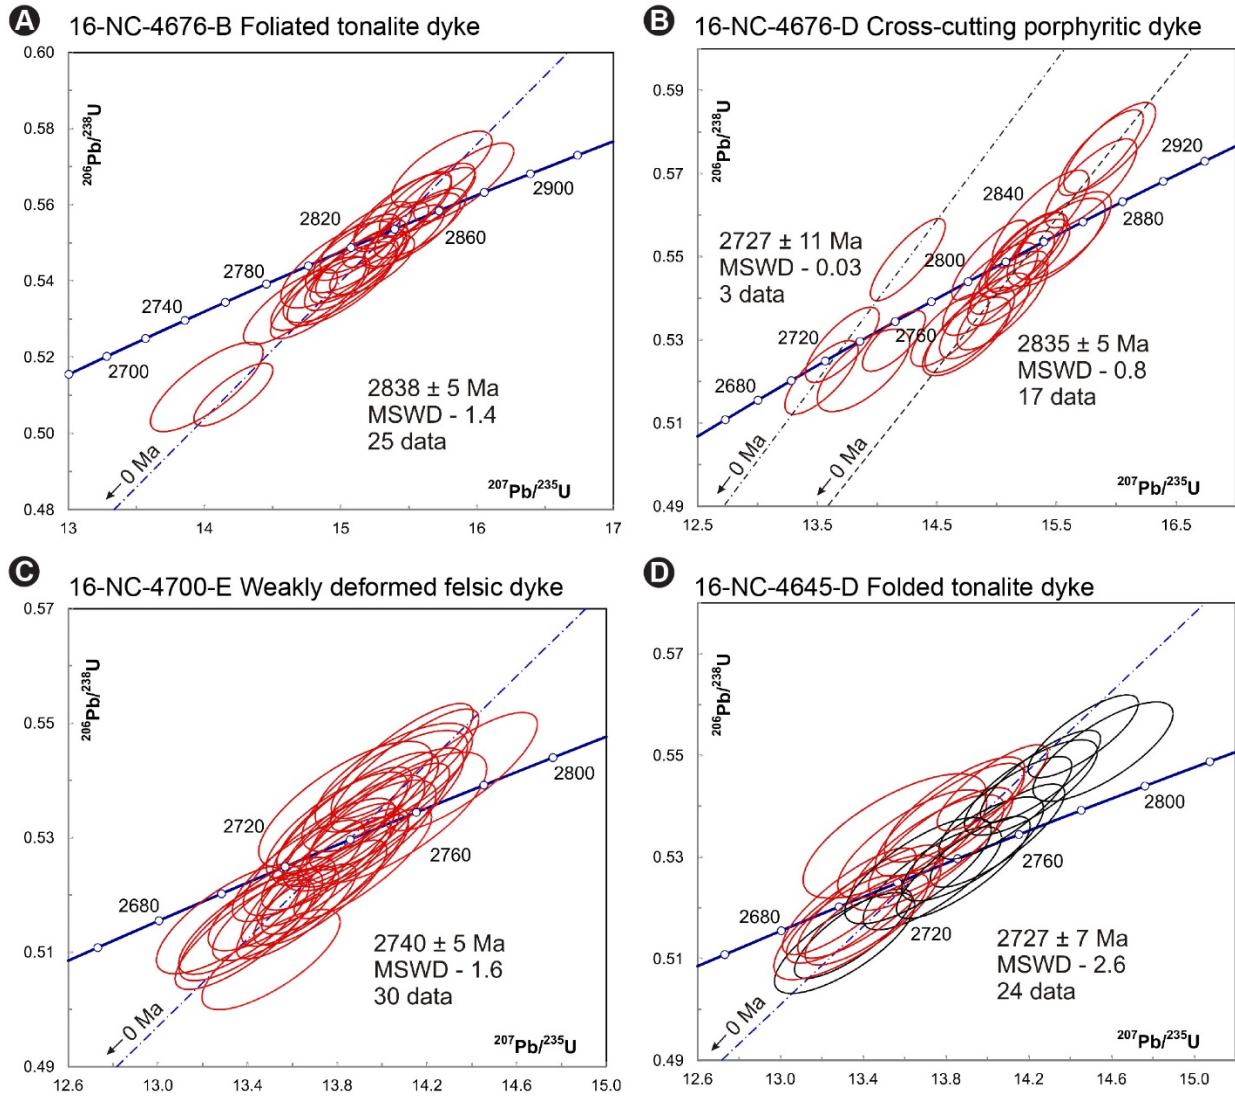 A 16-NC-4676-B Foliated tonalite dyke
0.60
206Pb/238U
0.58
0.56
0.54
0.52
0.50
0.48
2900
2860
2820
2780
2740
2700
2838 ± 5 Ma
MSWD - 1.4
25 data
0 Ma
207Pb/235U
13 14 15 16 17
B 16-NC-4676-D Cross-cutting porphyritic dyke
0.59
206Pb/238U
0.57
0.55
0.53
0.51
0.49
2920
2880
2840
2800
2760
2720
2680
2727 ± 11 Ma
MSWD - 0.03
3 data
2835 ± 5 Ma
MSWD - 0.8
17 data
0 Ma
0 Ma
207Pb/235U
12.5 13.5 14.5 15.5 16.5
C 16-NC-4700-E Weakly deformed felsic dyke
0.57
206Pb/238U
0.55
0.53
0.51
0.49
2800
2760
2720
2680
2740 ± 5 Ma
MSWD - 1.6
30 data
0 Ma
207Pb/235U
12.6 13.0 13.4 13.8 14.2 14.6 15.0
D 16-NC-4645-D Folded tonalite dyke
0.57
206Pb/238U
0.55
0.53
0.51
0.49
2800
2760
2720
2680
2727 ± 7 Ma
MSWD - 2.6
24 data
0 Ma
207Pb/235U
12.6 13.0 13.4 13.8 14.2 14.6 15.0